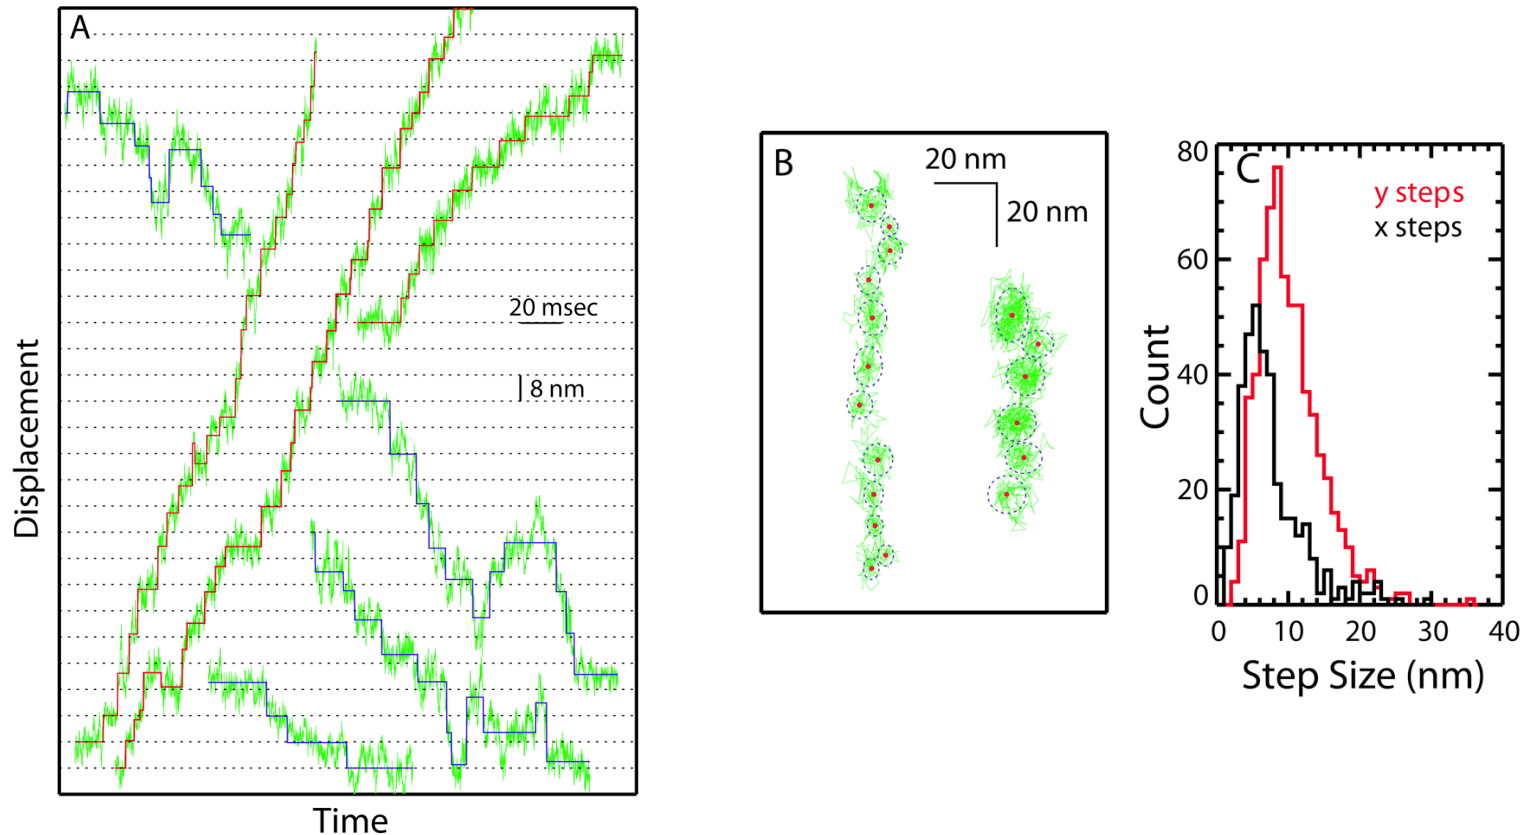 A
20 msec
8 nm
Displacement
Time
B
20 nm
20 nm
C
y steps
x steps
80
60
40
20
0
Count
0 10 20 30 40
Step Size (nm)